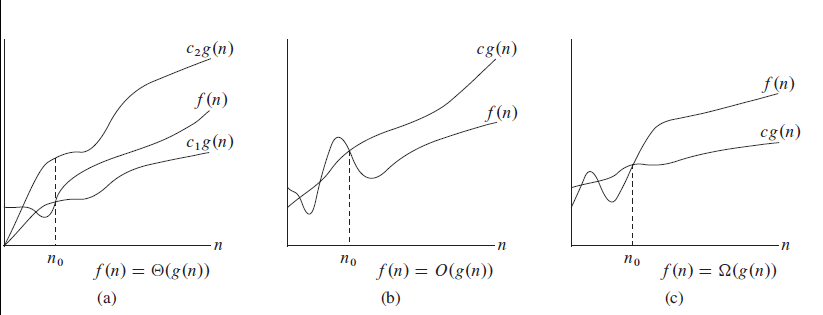 c₂g(n)
f(n)
c₁g(n)
n
n₀
f(n) = Θ(g(n))
(a)
cg(n)
f(n)
n
n₀
f(n) = O(g(n))
(b)
f(n)
cg(n)
n
n₀
f(n) = Ω(g(n))
(c)